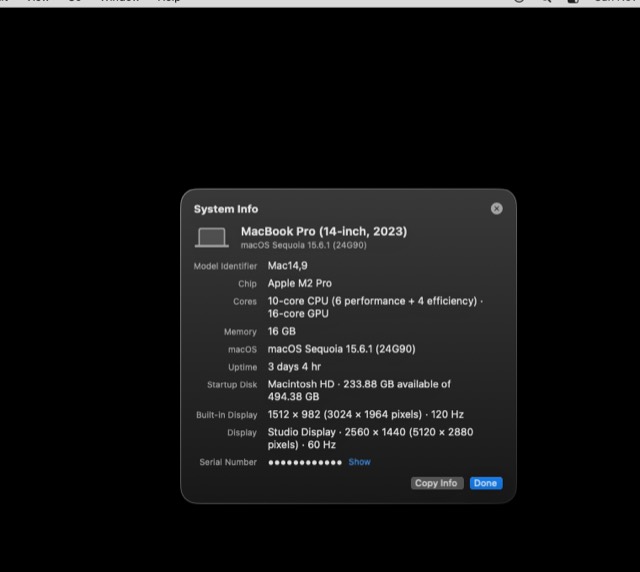 System Info
MacBook Pro (14-inch, 2023)
macOS Sequoia 15.6.1 (24G90)
Model Identifier Mac14,9
Chip Apple M2 Pro
Cores 10-core CPU (6 performance + 4 efficiency) ·
16-core GPU
Memory 16 GB
macOS macOS Sequoia 15.6.1 (24G90)
Uptime 3 days 4 hr
Startup Disk Macintosh HD · 233.88 GB available of
494.38 GB
Built-in Display 1512 × 982 (3024 × 1964 pixels) · 120 Hz
Display Studio Display · 2560 × 1440 (5120 × 2880
pixels) · 60 Hz
Serial Number •••••••••••• Show
Copy Info Done